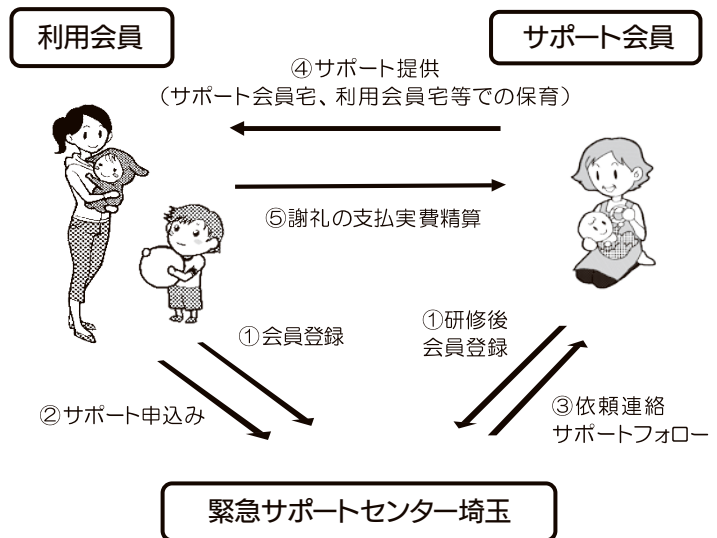 利用会員
サポート会員
④サポート提供
（サポート会員宅、利用会員宅等での保育）
⑤謝礼の支払実費精算
①会員登録
①研修後
会員登録
②サポート申込み
③依頼連絡
サポートフォロー
緊急サポートセンター埼玉